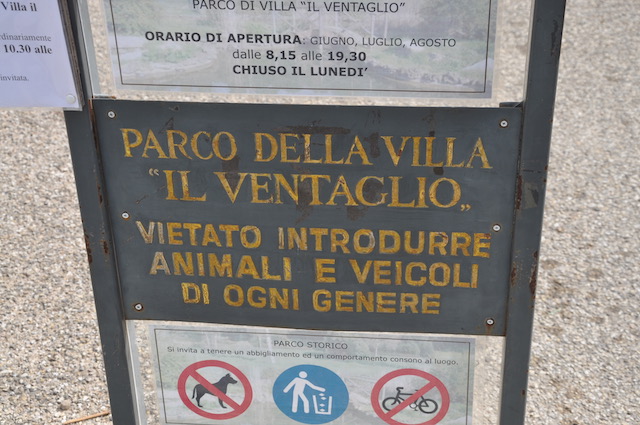 Villa il
rdinariamente
10.30 alle
invitata.
PARCO DI VILLA "IL VENTAGLIO"
ORARIO DI APERTURA: GIUGNO, LUGLIO, AGOSTO
dalle 8,15 alle 19,30
CHIUSO IL LUNEDI'
PARCO DELLA VILLA
"IL VENTAGLIO„
VIETATO INTRODURRE
ANIMALI E VEICOLI
DI OGNI GENERE
PARCO STORICO
Si invita a tenere un abbigliamento ed un comportamento consono al luogo.